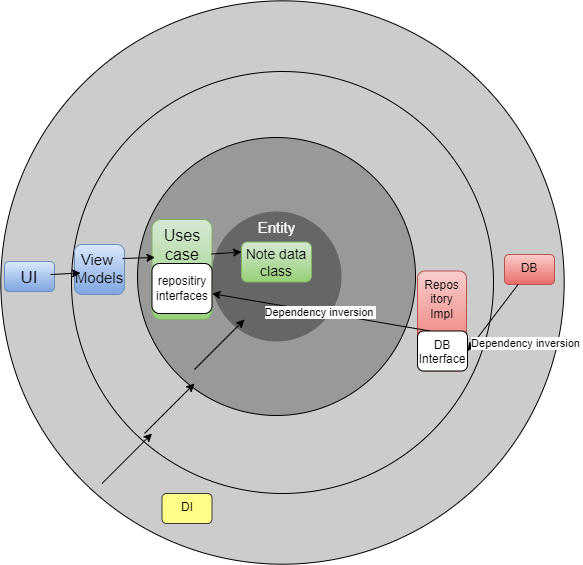 Entity
Uses
case
Note data
class
View
Models
UI
repositiry
interfaces
DB
Repos
itory
Impl
Dependency inversion
DB
Interface
Dependency inversion
DI